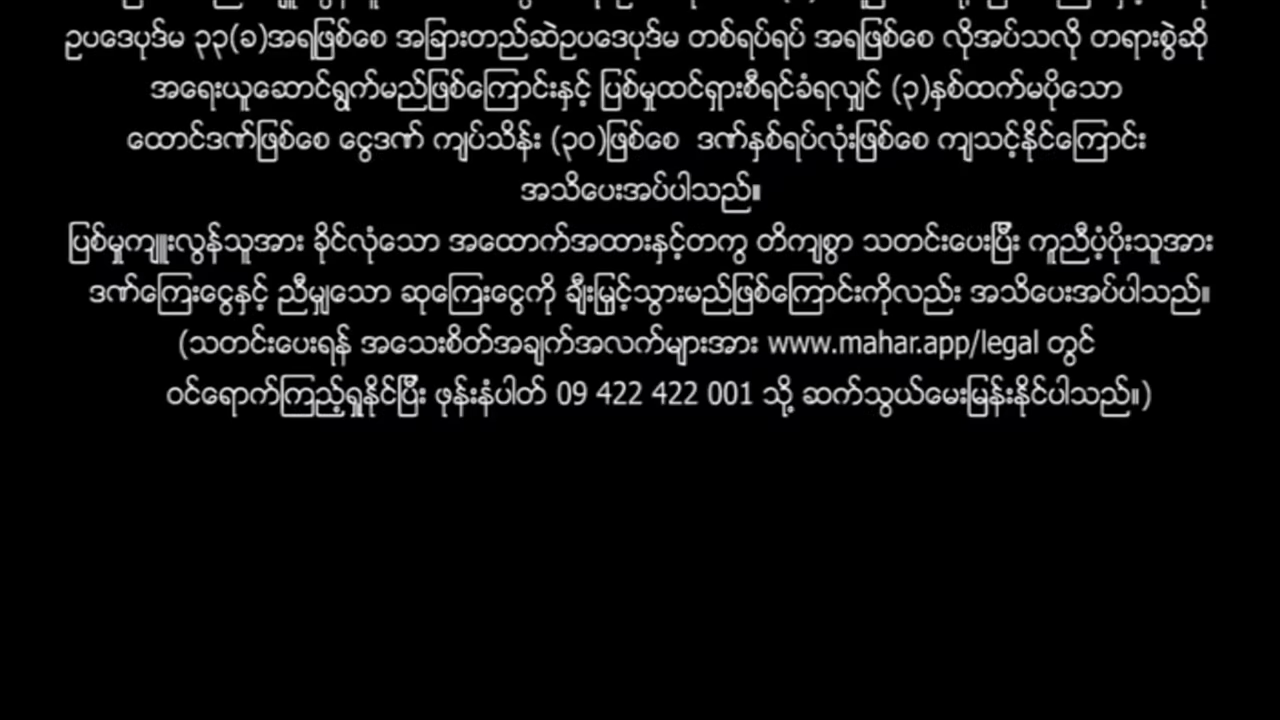 ဥပဒေပုဒ်မ ၃၃(ခ)အရဖြစ်စေ အခြားတည်ဆဲဥပဒေပုဒ်မ တစ်ရပ်ရပ် အရဖြစ်စေ လိုအပ်သလို တရားစွဲဆို
အရေးယူဆောင်ရွက်မည်ဖြစ်ကြောင်းနှင့် ပြစ်မှုထင်ရှားစီရင်ခံရလျှင် (၃)နှစ်ထက်မပိုသော
ထောင်ဒဏ်ဖြစ်စေ ငွေဒဏ် ကျပ်သိန်း (၃၀)ဖြစ်စေ ဒဏ်နှစ်ရပ်လုံးဖြစ်စေ ကျသင့်နိုင်ကြောင်း
အသိပေးအပ်ပါသည်။
ပြစ်မှုကျူးလွန်သူအား ခိုင်လုံသော အထောက်အထားနှင့်တကွ တိကျစွာ သတင်းပေးပြီး ကူညီပံ့ပိုးသူအား
ဒဏ်ကြေးငွေနှင့် ညီမျှသော ဆုကြေးငွေကို ချီးမြှင့်သွားမည်ဖြစ်ကြောင်းကိုလည်း အသိပေးအပ်ပါသည်။
(သတင်းပေးရန် အသေးစိတ်အချက်အလက်များအား www.mahar.app/legal တွင်
ဝင်ရောက်ကြည့်ရှုနိုင်ပြီး ဖုန်းနံပါတ် 09 422 422 001 သို့ ဆက်သွယ်မေးမြန်းနိုင်ပါသည်။)